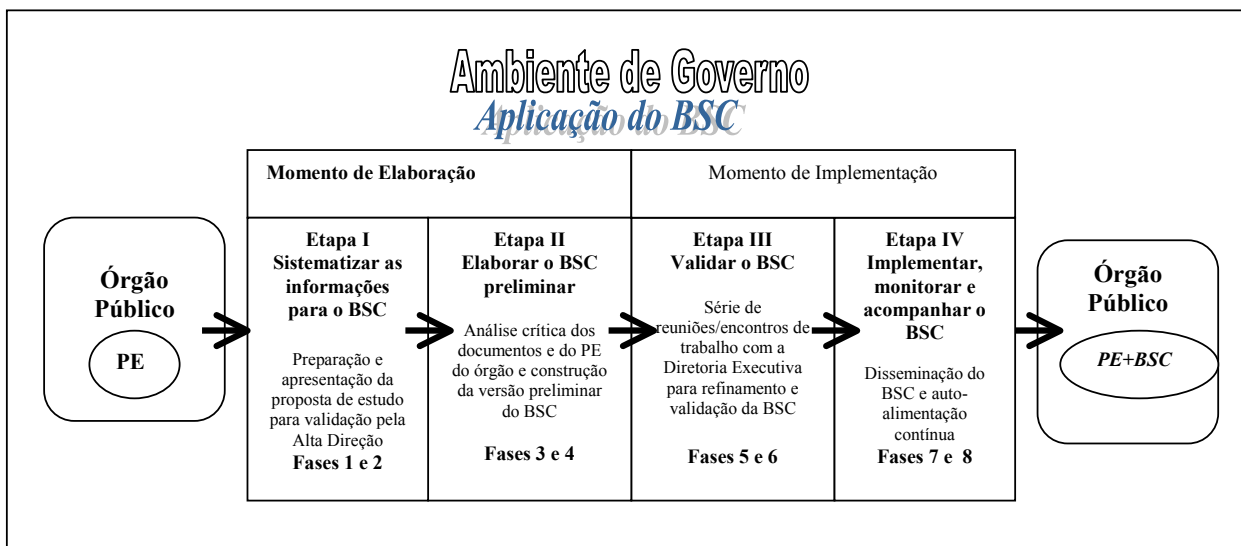 Ambiente de Governo
Aplicação do BSC
Momento de Elaboração
Momento de Implementação
Órgão
Público
PE
Etapa I
Sistematizar as
informações
para o BSC
Preparação e
apresentação da
proposta de estudo
para validação pela
Alta Direção
Fases 1 e 2
Etapa II
Elaborar o BSC
preliminar
Análise crítica dos
documentos e do PE
do órgão e construção
da versão preliminar
do BSC
Fases 3 e 4
Etapa III
Validar o BSC
Série de
reuniões/encontros de
trabalho com a
Diretoria Executiva
para refinamento e
validação da BSC
Fases 5 e 6
Etapa IV
Implementar,
monitorar e
acompanhar o
BSC
Disseminação do
BSC e auto-
alimentação
contínua
Fases 7 e 8
Órgão
Público
PE+BSC